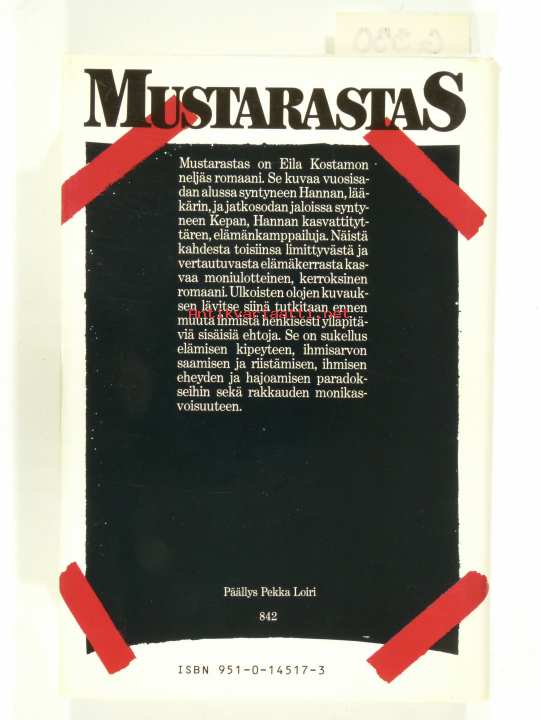 MUSTARASTAS
Mustarastas on Eila Kostamon
neljäs romaani. Se kuvaa vuosisa-
dan alussa syntyneen Hannan, lää-
kärin, ja jatkosodan jaloissa synty-
neen Kepan, Hannan kasvattityt-
tären, elämänkamppailuja. Näistä
kahdesta toisiinsa limittyvästä ja
vertautuvasta elämäkerrasta kas-
vaa moniulotteinen, kerroksinen
romaani. Ulkoisten olojen kuvauk-
sen lävitse siinä tutkitaan ennen
Antikvariaatti.net
muuta ihmistä henkisesti ylläpitä-
viä sisäisiä ehtoja. Se on sukellus
elämisen kipeyteen, ihmisarvon
saamisen ja riistämisen, ihmisen
eheyden ja hajoamisen paradok-
seihin sekä rakkauden monikas-
voisuuteen.
Päällys Pekka Loiri
842
ISBN 951-0-14517-3